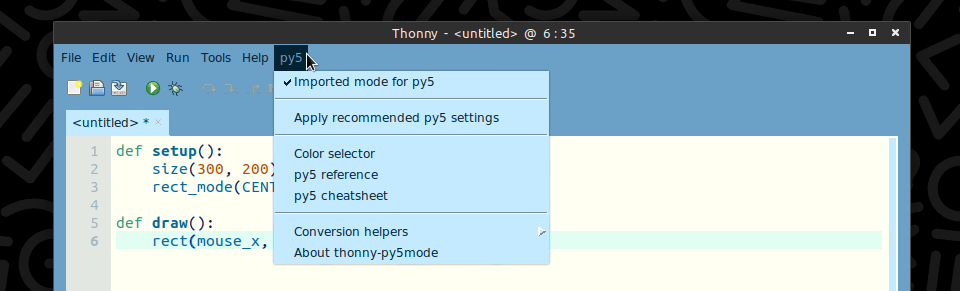 Thonny - <untitled> @ 6:35
File Edit View Run Tools Help py5
✓Imported mode for py5
Apply recommended py5 settings
Color selector
py5 reference
py5 cheatsheet
Conversion helpers
About thonny-py5mode
<untitled> * ×
1 def setup():
2 size(300, 200)
3 rect_mode(CENT
4
5 def draw():
6 rect(mouse_x,